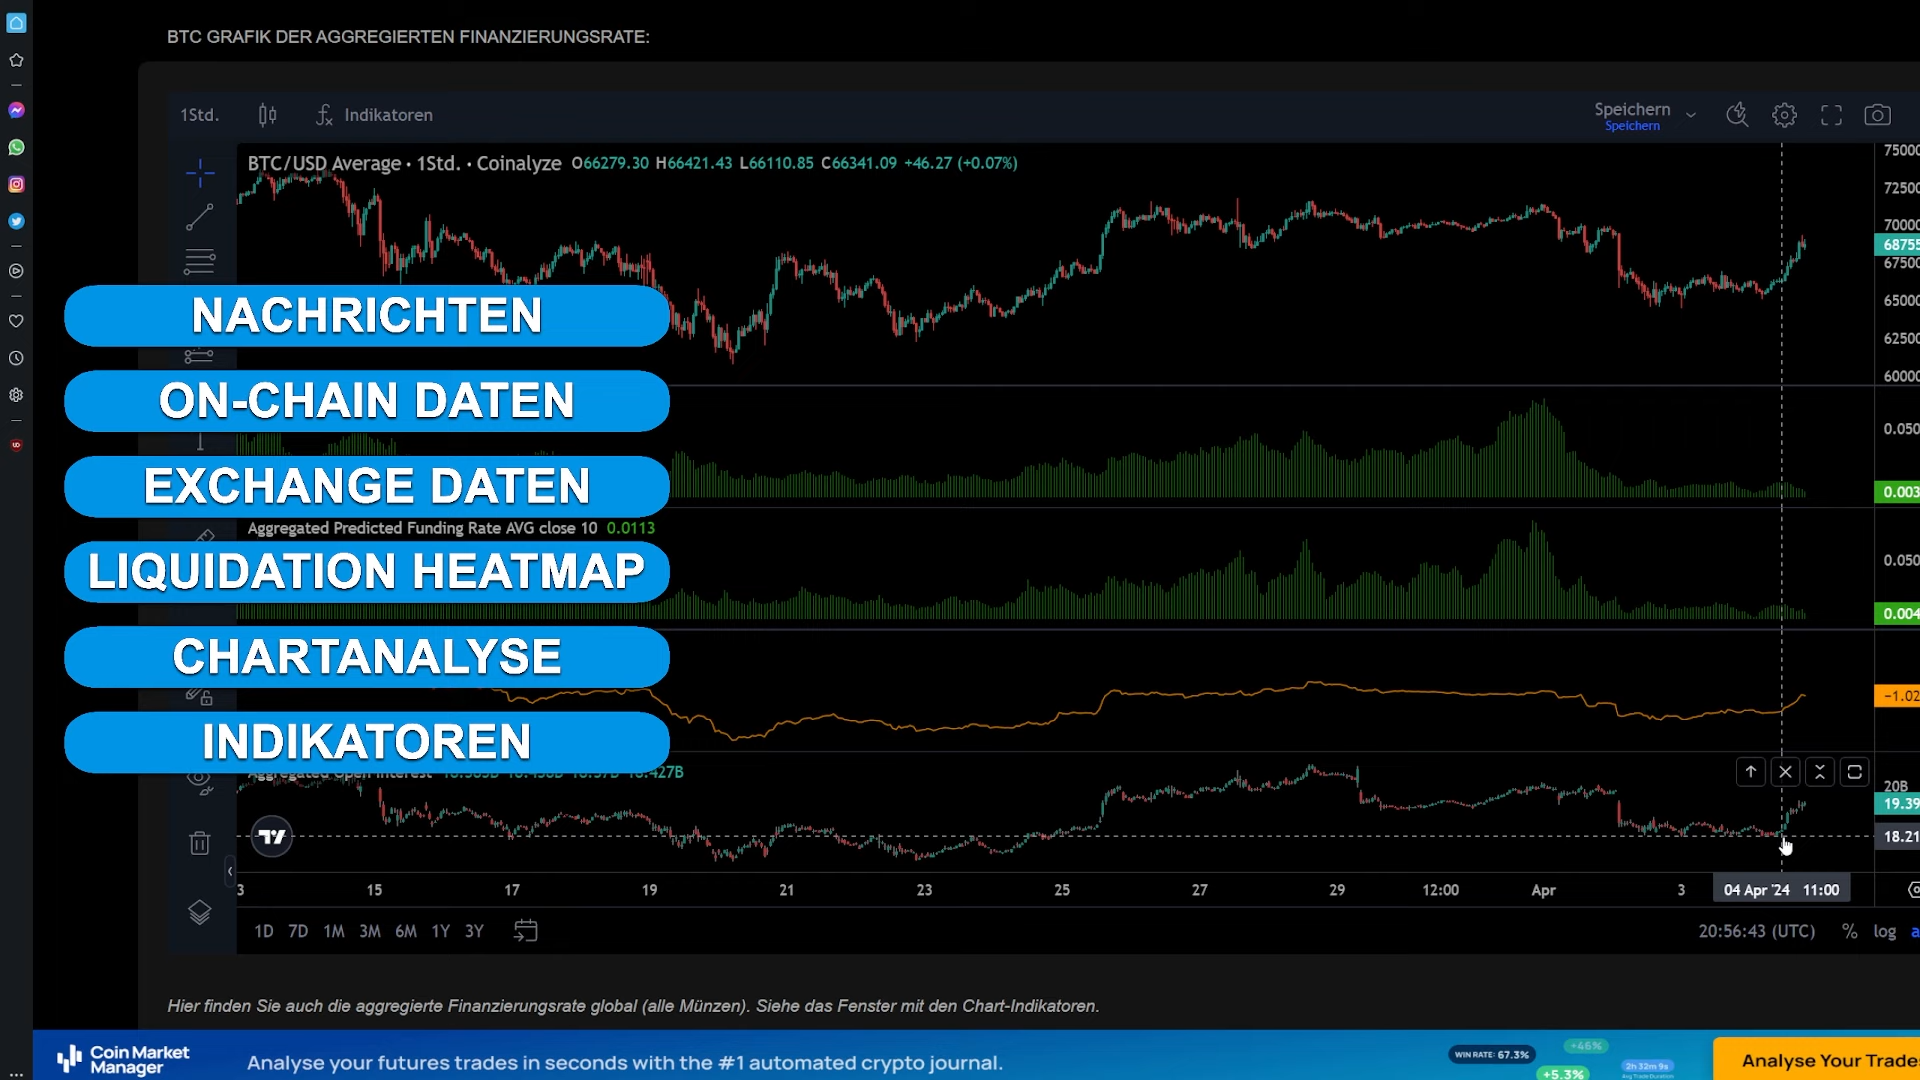 BTC GRAFIK DER AGGREGIERTEN FINANZIERUNGSRATE:
1Std. Indikatoren
Speichern
Speichern
BTC/USD Average · 1Std. · Coinalyze O66279.30 H66421.43 L66110.85 C66341.09 +46.27 (+0.07%)
75000
72500
70000
68755
67500
65000
62500
60000
NACHRICHTEN
ON-CHAIN DATEN
EXCHANGE DATEN
LIQUIDATION HEATMAP
CHARTANALYSE
INDIKATOREN
0.050
0.003
Aggregated Predicted Funding Rate AVG close 10 0.0113
0.050
0.004
−1.02
20B
19.39
18.21
3 15 17 19 21 23 25 27 29 12:00 Apr 3 04 Apr '24 11:00
1D 7D 1M 3M 6M 1Y 3Y
20:56:43 (UTC) % log
Hier finden Sie auch die aggregierte Finanzierungsrate global (alle Münzen). Siehe das Fenster mit den Chart-Indikatoren.
Coin Market
Manager
Analyse your futures trades in seconds with the #1 automated crypto journal.
WIN RATE: 67.3%
+46%
+5.3%
2h 32m 9s
Analyse Your Trades